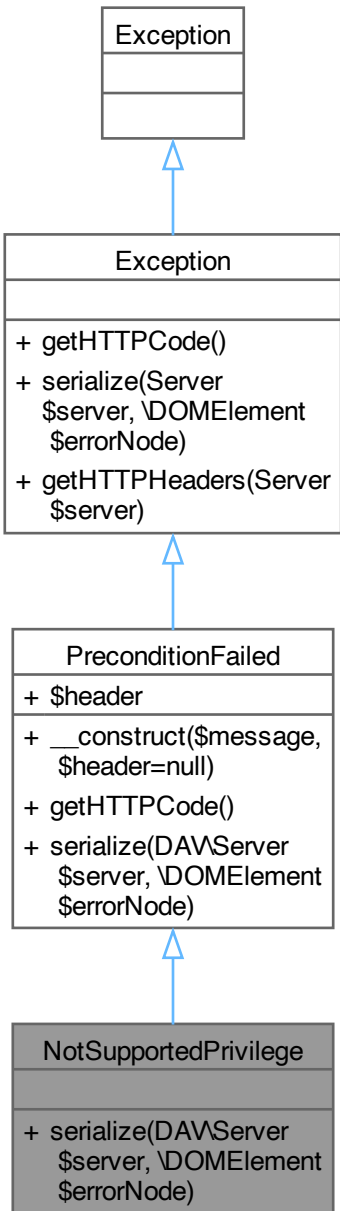 Exception
Exception
+ getHTTPCode()
+ serialize(Server
$server, \DOMElement
$errorNode)
+ getHTTPHeaders(Server
$server)
PreconditionFailed
+ $header
+ __construct($message,
$header=null)
+ getHTTPCode()
+ serialize(DAV\Server
$server, \DOMElement
$errorNode)
NotSupportedPrivilege
+ serialize(DAV\Server
$server, \DOMElement
$errorNode)